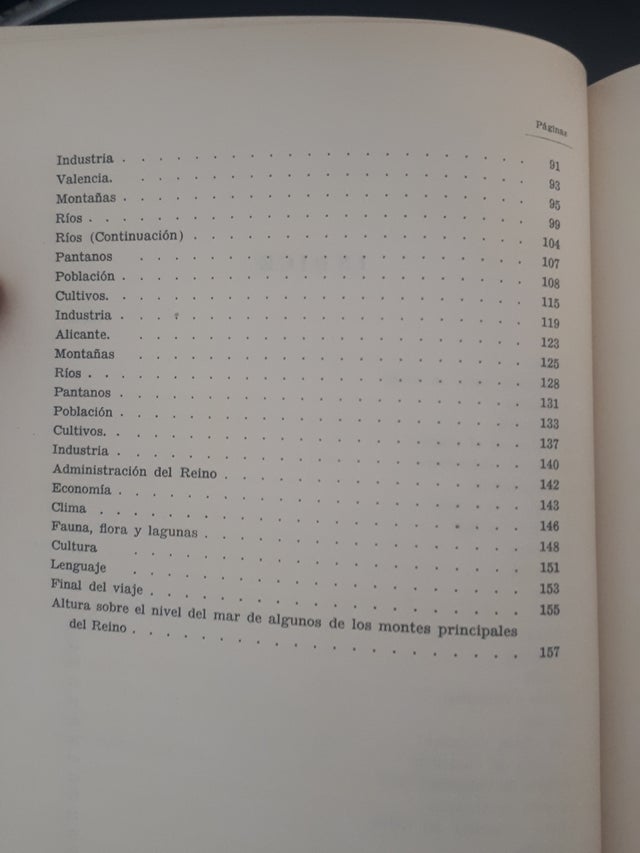 Páginas
Industria . . . . . . . . . . . . . . . . . . . . 91
Valencia. . . . . . . . . . . . . . . . . . . . 93
Montañas . . . . . . . . . . . . . . . . . . . . 95
Ríos . . . . . . . . . . . . . . . . . . . . 99
Ríos (Continuación) . . . . . . . . . . . . . . . . . . . . 104
Pantanos . . . . . . . . . . . . . . . . . . . . 107
Población . . . . . . . . . . . . . . . . . . . . 108
Cultivos. . . . . . . . . . . . . . . . . . . . 115
Industria . . . . . . . . . . . . . . . . . . . . 119
Alicante. . . . . . . . . . . . . . . . . . . . 123
Montañas . . . . . . . . . . . . . . . . . . . . 125
Ríos . . . . . . . . . . . . . . . . . . . . 128
Pantanos . . . . . . . . . . . . . . . . . . . . 131
Población . . . . . . . . . . . . . . . . . . . . 133
Cultivos. . . . . . . . . . . . . . . . . . . . 137
Industria . . . . . . . . . . . . . . . . . . . . 140
Administración del Reino . . . . . . . . . . . . . . . . 142
Economía . . . . . . . . . . . . . . . . . . . . 143
Clima . . . . . . . . . . . . . . . . . . . . 146
Fauna, flora y lagunas . . . . . . . . . . . . . . . . 148
Cultura . . . . . . . . . . . . . . . . . . . . 151
Lenguaje . . . . . . . . . . . . . . . . . . . . 153
Final del viaje . . . . . . . . . . . . . . . . . . . . 155
Altura sobre el nivel del mar de algunos de los montes principales
del Reino . . . . . . . . . . . . . . . . . . . . 157